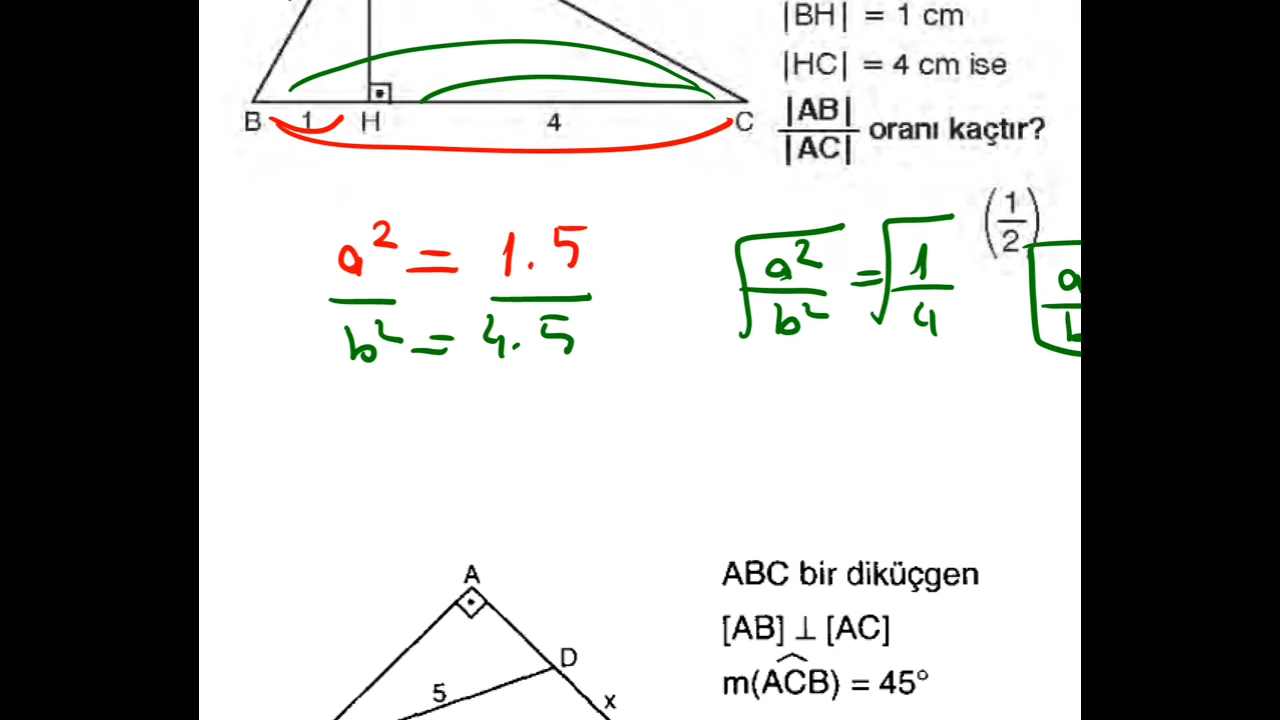 |BH| = 1 cm
|HC| = 4 cm ise
|AB|
|AC| oranı kaçtır?
B 1 H 4 C
(1/2)
a² = 1.5
b² = 4.5
√a²/b² = √1/4
a
b
A
D
5
x
ABC bir diküçgen
[AB] ⊥ [AC]
m(ACB) = 45°